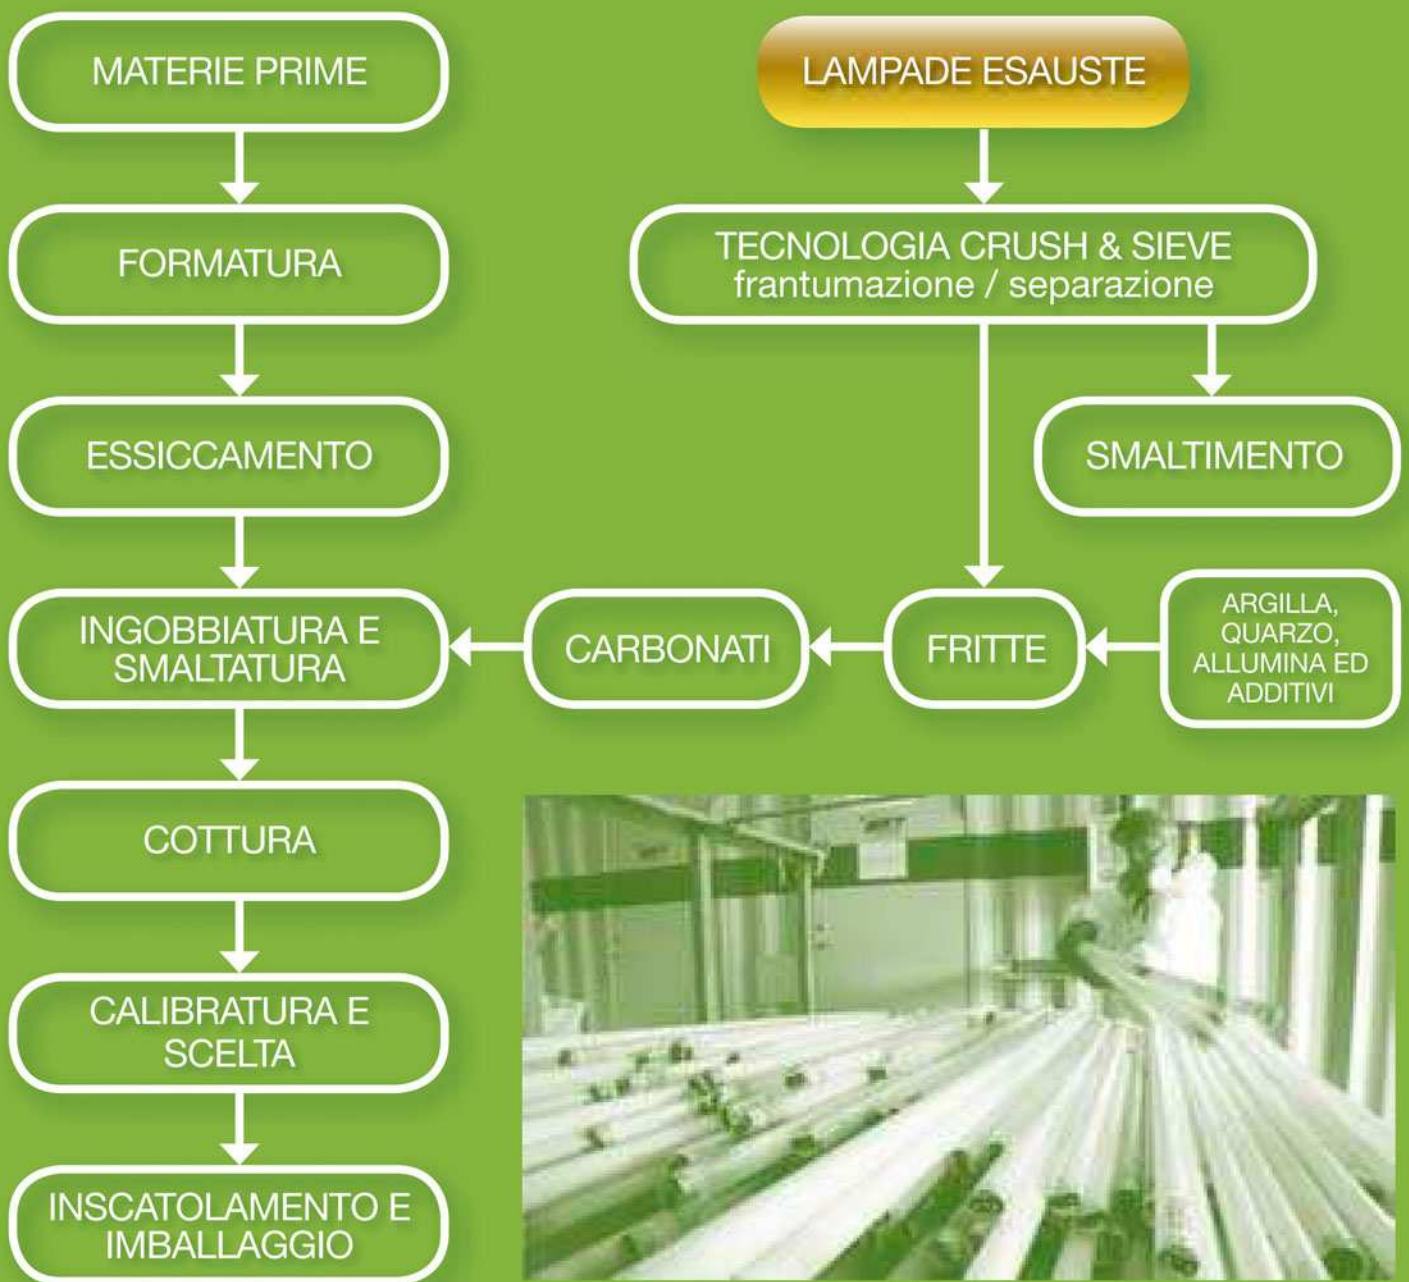 MATERIE PRIME
LAMPADE ESAUSTE
FORMATURA
TECNOLOGIA CRUSH & SIEVE
frantumazione / separazione
ESSICCAMENTO
SMALTIMENTO
INGOBBIATURA E
SMALTATURA
CARBONATI
FRITTE
ARGILLA,
QUARZO,
ALLUMINA ED
ADDITIVI
COTTURA
CALIBRATURA E
SCELTA
INSCATOLAMENTO E
IMBALLAGGIO